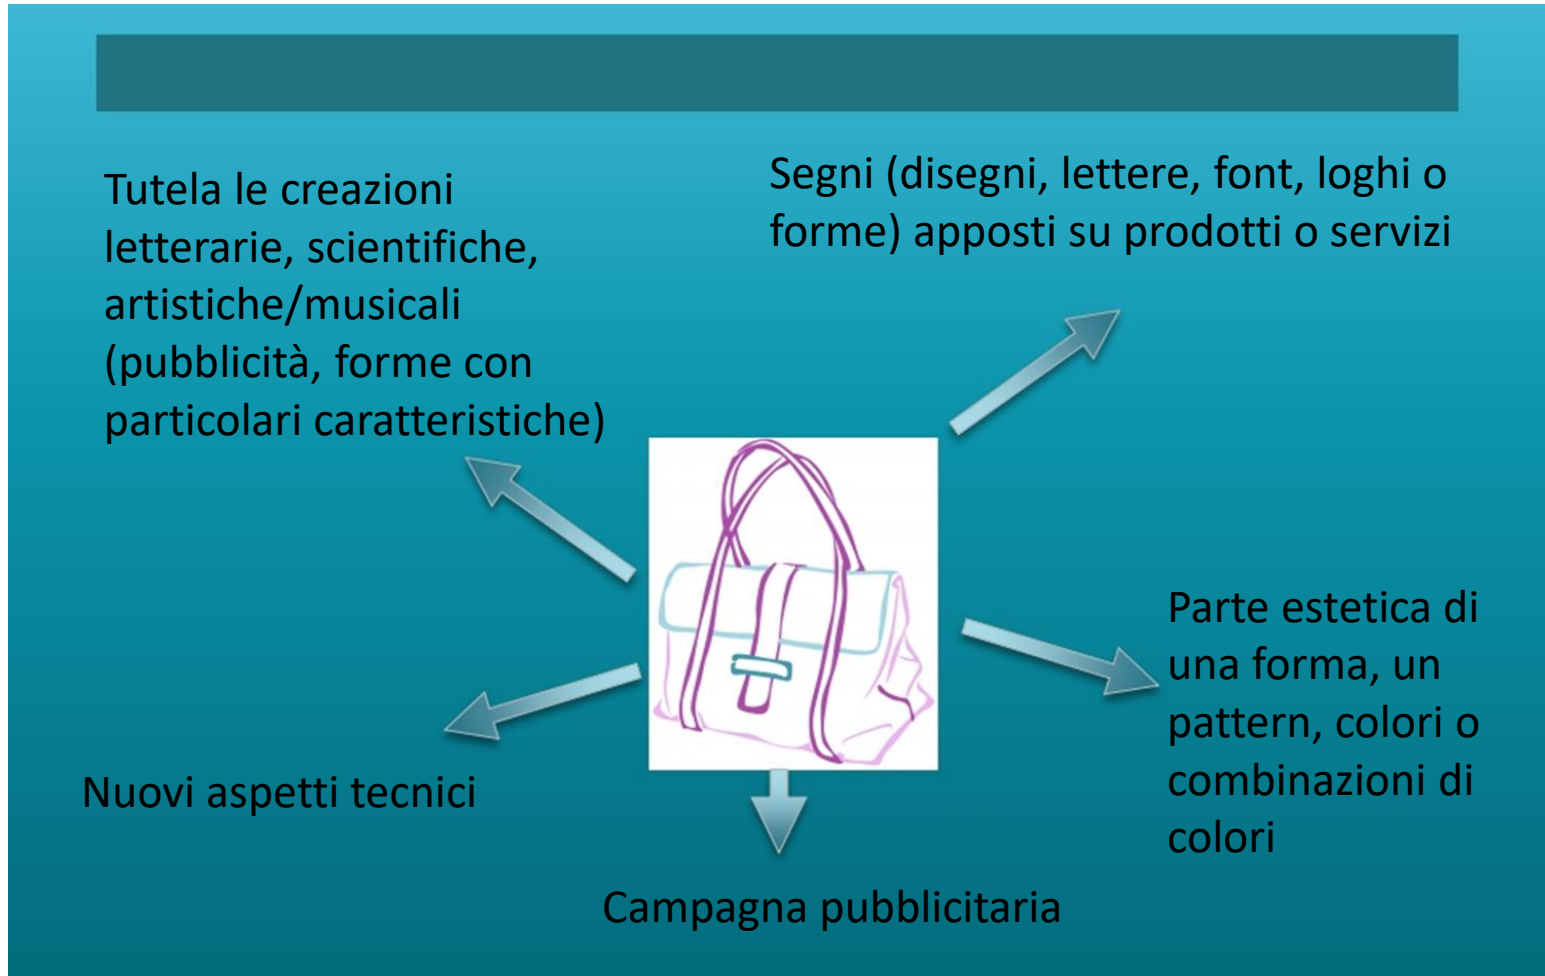 Tutela le creazioni
letterarie, scientifiche,
artistiche/musicali
(pubblicità, forme con
particolari caratteristiche)
Segni (disegni, lettere, font, loghi o
forme) apposti su prodotti o servizi
Parte estetica di
una forma, un
pattern, colori o
combinazioni di
colori
Nuovi aspetti tecnici
Campagna pubblicitaria